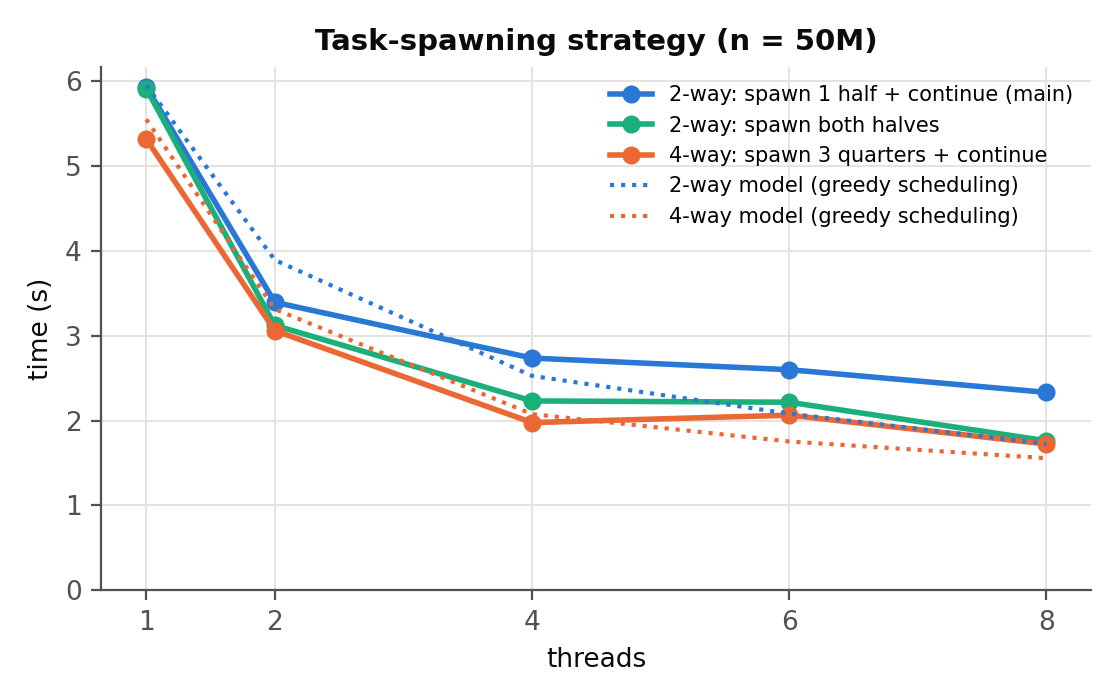 Task-spawning strategy (n = 50M)
6
5
4
3
2
1
0
time (s)
2-way: spawn 1 half + continue (main)
2-way: spawn both halves
4-way: spawn 3 quarters + continue
2-way model (greedy scheduling)
4-way model (greedy scheduling)
1 2 4 6 8
threads